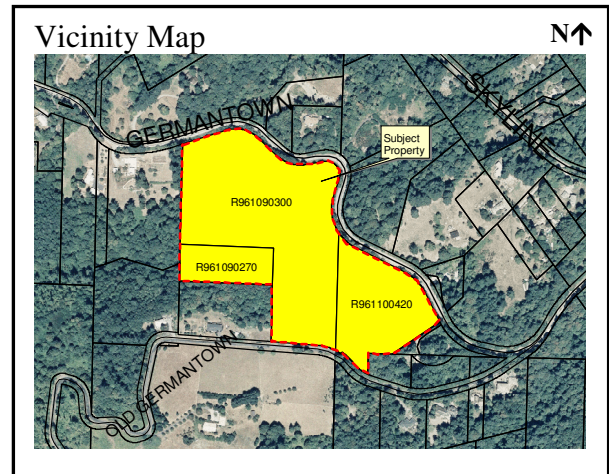 Vicinity Map
N↑
GERMANTOWN
SKYLINE
Subject
Property
R961090300
R961090270
R961100420
OLD GERMANTOWN